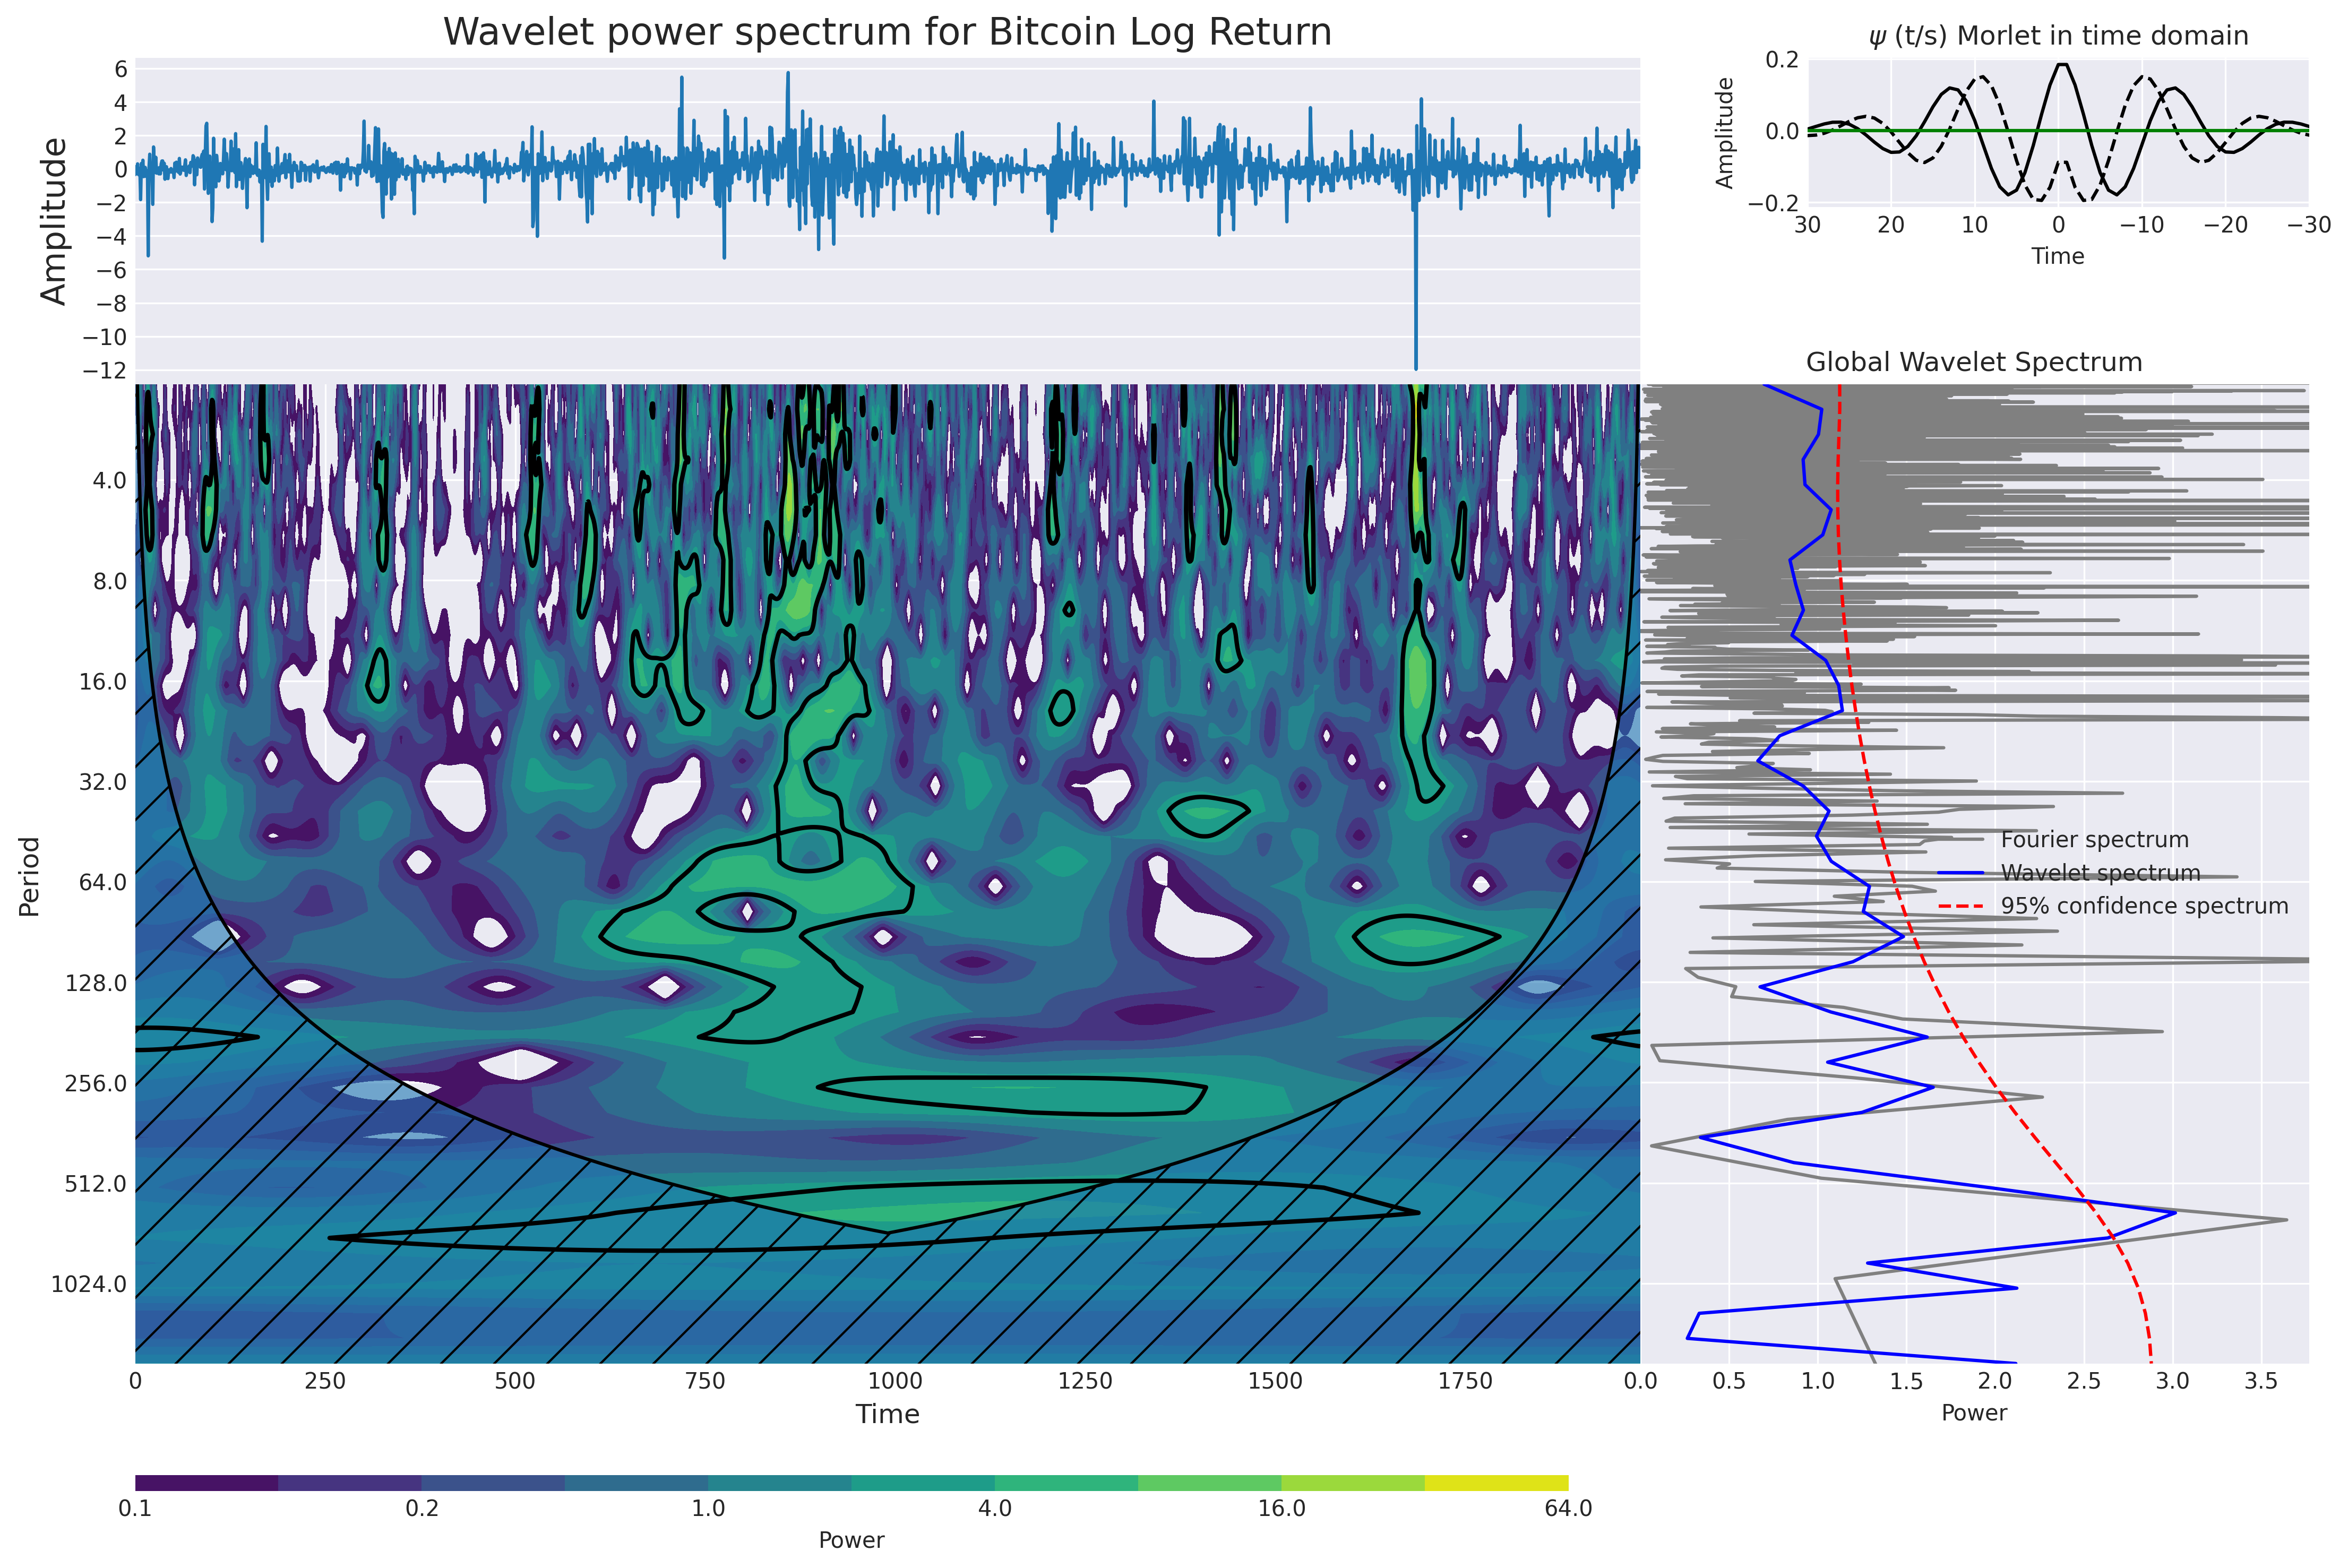 Wavelet power spectrum for Bitcoin Log Return
6
4
2
0
−2
−4
−6
−8
−10
−12
Amplitude
ψ (t/s) Morlet in time domain
0.2
0.0
−0.2
Amplitude
30 20 10 0 −10 −20 −30
Time
Global Wavelet Spectrum
4.0
8.0
16.0
32.0
64.0
128.0
256.0
512.0
1024.0
Period
Fourier spectrum
Wavelet spectrum
95% confidence spectrum
0 250 500 750 1000 1250 1500 1750
Time
0.0 0.5 1.0 1.5 2.0 2.5 3.0 3.5
Power
0.1 0.2 1.0 4.0 16.0 64.0
Power